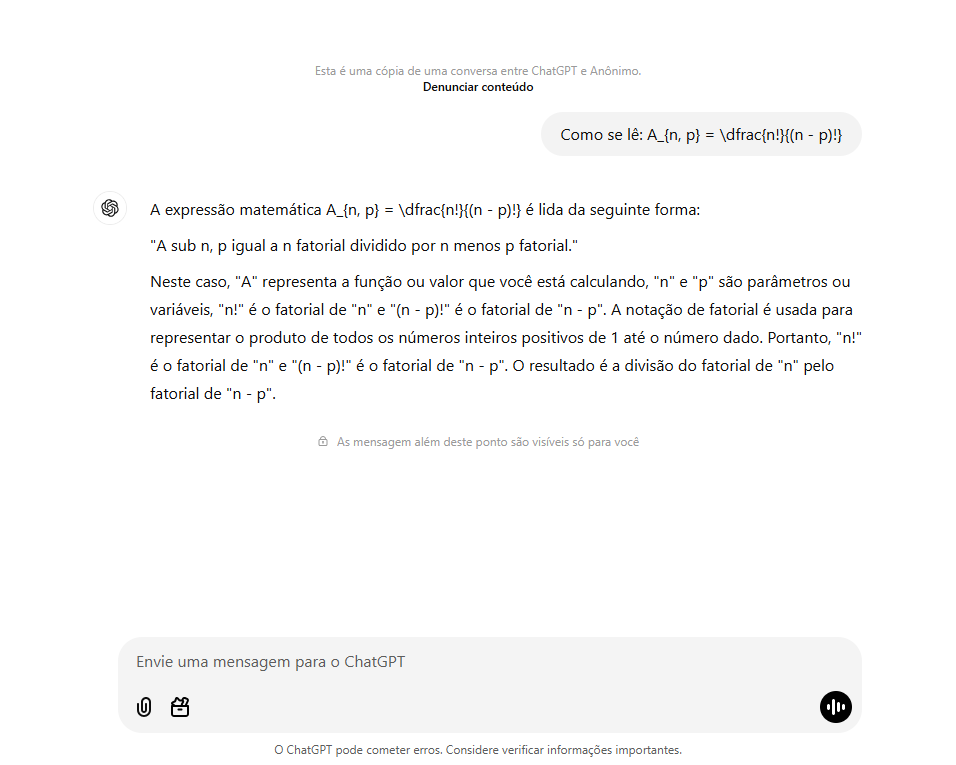 Esta é uma cópia de uma conversa entre ChatGPT e Anônimo.
Denunciar conteúdo
Como se lê: A_{n, p} = \dfrac{n!}{(n - p)!}
A expressão matemática A_{n, p} = \dfrac{n!}{(n - p)!} é lida da seguinte forma:
"A sub n, p igual a n fatorial dividido por n menos p fatorial."
Neste caso, "A" representa a função ou valor que você está calculando, "n" e "p" são parâmetros ou
variáveis, "n!" é o fatorial de "n" e "(n - p)!" é o fatorial de "n - p". A notação de fatorial é usada para
representar o produto de todos os números inteiros positivos de 1 até o número dado. Portanto, "n!"
é o fatorial de "n" e "(n - p)!" é o fatorial de "n - p". O resultado é a divisão do fatorial de "n" pelo
fatorial de "n - p".
As mensagem além deste ponto são visíveis só para você
Envie uma mensagem para o ChatGPT
O ChatGPT pode cometer erros. Considere verificar informações importantes.